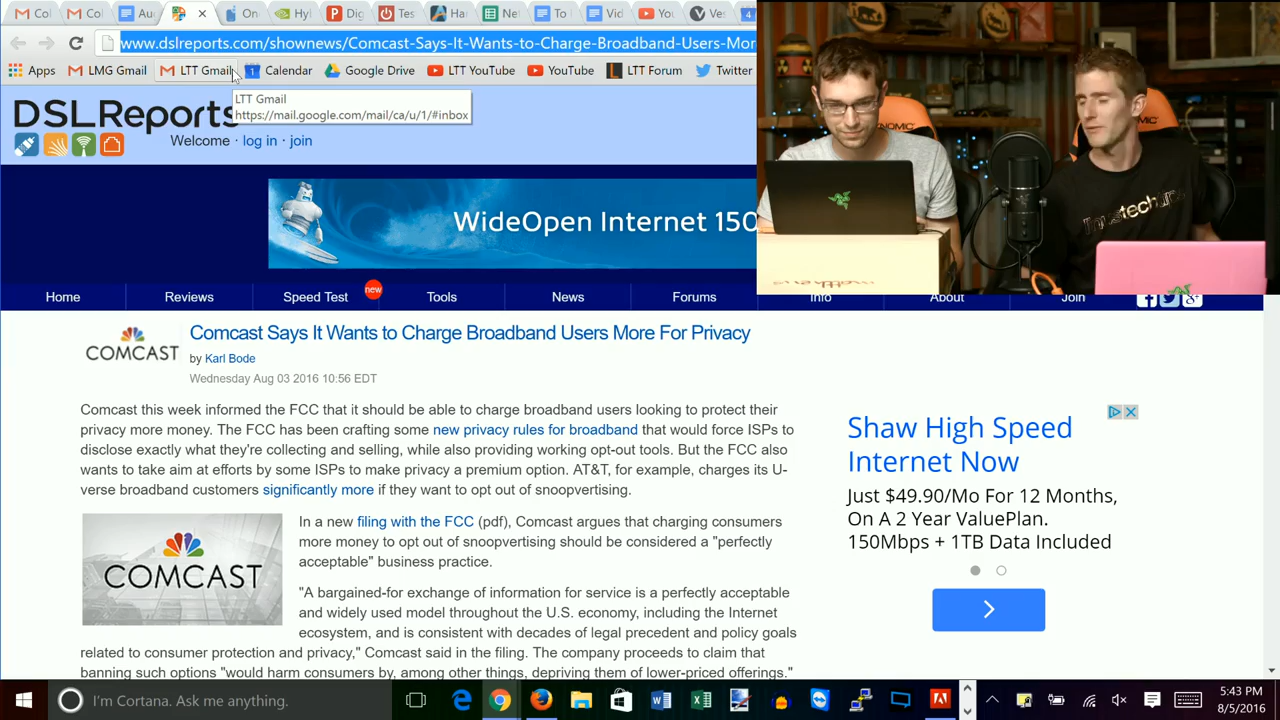 Col
Col
Au
On
Hyl
Dig
Tes
Ha
Ne
To
Vid
You
Ves
4
www.dslreports.com/shownews/Comcast-Says-It-Wants-to-Charge-Broadband-Users-Mor
Apps
LMG Gmail
LTT Gmail
1
Calendar
Google Drive
LTT YouTube
YouTube
LTT Forum
Twitter
LTT Gmail
https://mail.google.com/mail/ca/u/1/#inbox
DSLReports
Welcome · log in · join
WideOpen Internet 150
Home
Reviews
Speed Test
new
Tools
News
Forums
Info
About
Join
Comcast Says It Wants to Charge Broadband Users More For Privacy
COMCAST
by Karl Bode
Wednesday Aug 03 2016 10:56 EDT
Comcast this week informed the FCC that it should be able to charge broadband users looking to protect their
privacy more money. The FCC has been crafting some new privacy rules for broadband that would force ISPs to
disclose exactly what they're collecting and selling, while also providing working opt-out tools. But the FCC also
wants to take aim at efforts by some ISPs to make privacy a premium option. AT&T, for example, charges its U-
verse broadband customers significantly more if they want to opt out of snoopvertising.
COMCAST
In a new filing with the FCC (pdf), Comcast argues that charging consumers
more money to opt out of snoopvertising should be considered a "perfectly
acceptable" business practice.
"A bargained-for exchange of information for service is a perfectly acceptable
and widely used model throughout the U.S. economy, including the Internet
ecosystem, and is consistent with decades of legal precedent and policy goals
related to consumer protection and privacy," Comcast said in the filing. The company proceeds to claim that
banning such options "would harm consumers by, among other things, depriving them of lower-priced offerings."
Shaw High Speed
Internet Now
Just $49.90/Mo For 12 Months,
On A 2 Year ValuePlan.
150Mbps + 1TB Data Included
I'm Cortana. Ask me anything.
5:43 PM
8/5/2016